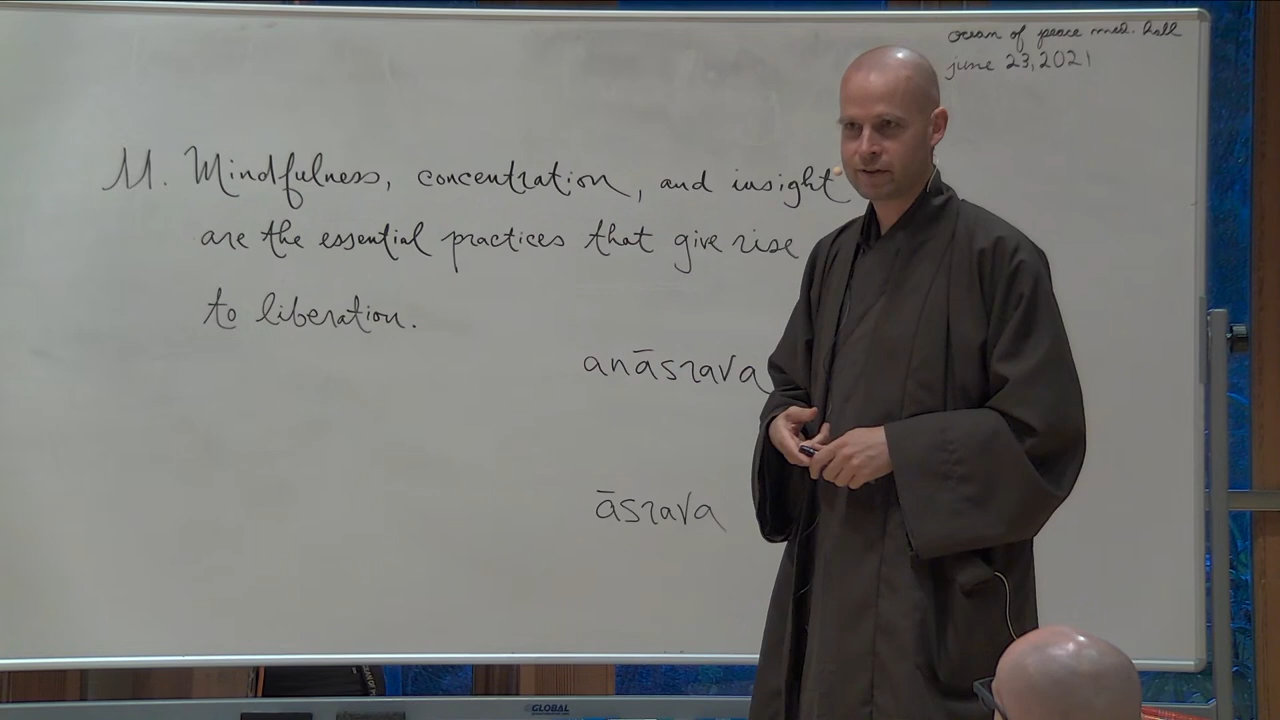 ocean of peace med. hall
june 23, 2021
11. Mindfulness, concentration, and insight
are the essential practices that give rise
to liberation.
anāsrava
āsrava
GLOBAL